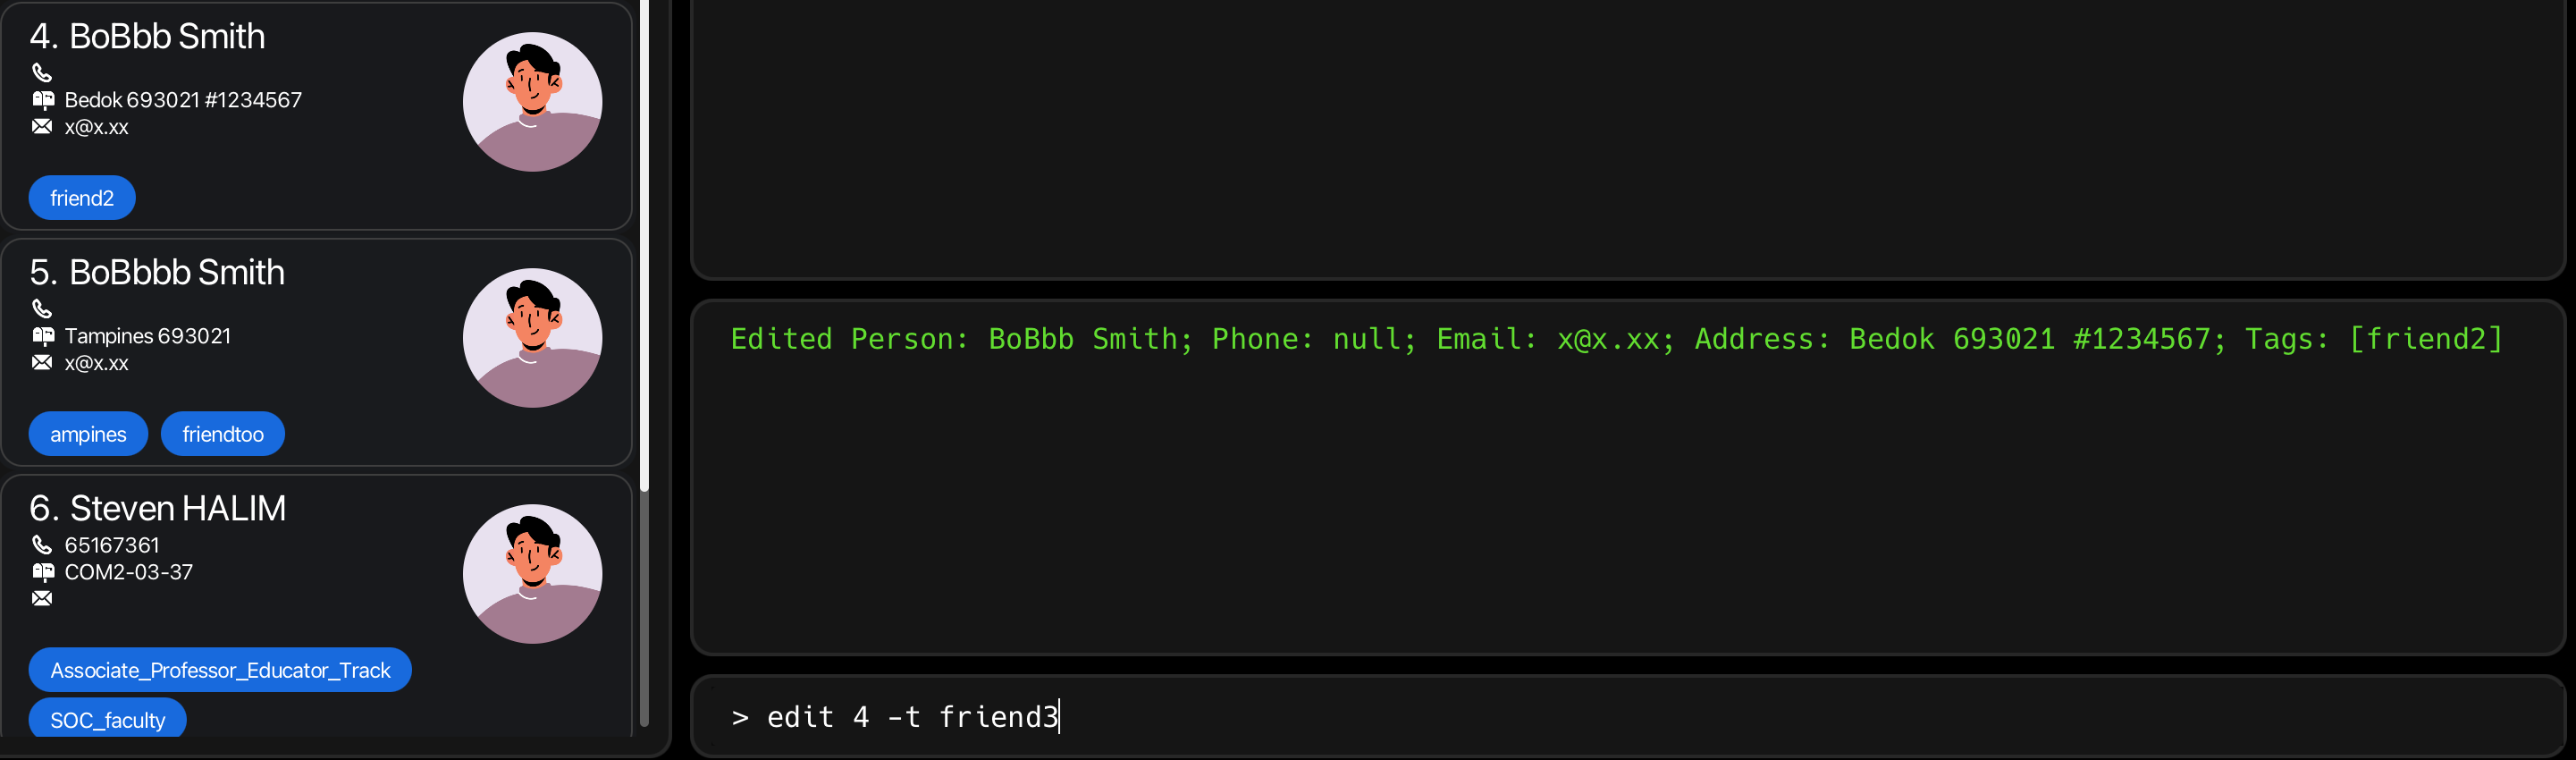 4. BoBbb Smith
Bedok 693021 #1234567
x@x.xx
friend2
5. BoBbbb Smith
Tampines 693021
x@x.xx
ampines friendtoo
6. Steven HALIM
65167361
COM2-03-37
Associate_Professor_Educator_Track
SOC_faculty
Edited Person: BoBbb Smith; Phone: null; Email: x@x.xx; Address: Bedok 693021 #1234567; Tags: [friend2]
> edit 4 -t friend3